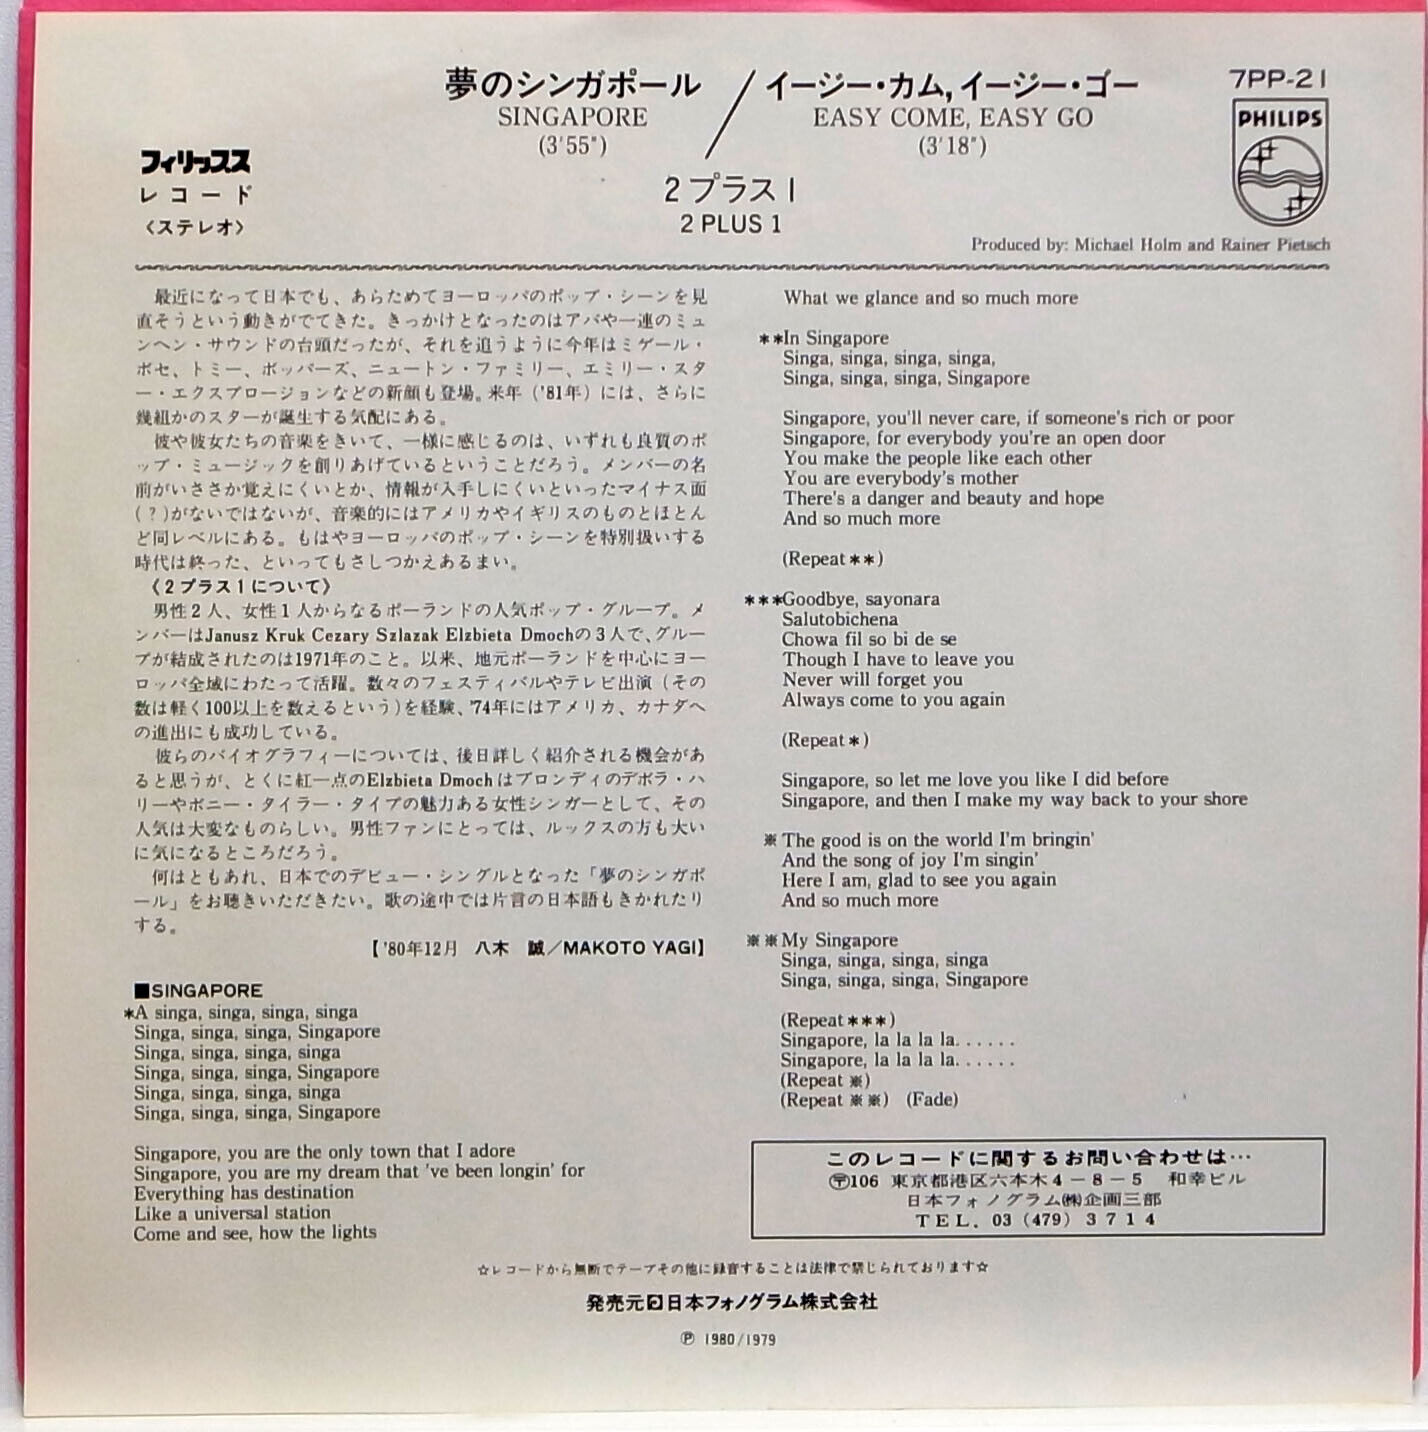 夢のシンガポール／イージー・カム,イージー・ゴー
SINGAPORE
EASY COME, EASY GO
(3'55")
(3'18")
2プラス1
2 PLUS 1
7PP-21
PHILIPS
フィリップス
レコード
〈ステレオ〉
Produced by: Michael Holm and Rainer Pietsch
最近になって日本でも、あらためてヨーロッパのポップ・シーンを見
直そうという動きがでてきた。きっかけとなったのはアバや一連のミュ
ンヘン・サウンドの台頭だったが、それを追うように今年はミゲール・
ボセ、トミー、ポッパーズ、ニュートン・ファミリー、エミリー・スタ
ー・エクスプロージョンなどの新顔も登場。来年('81年)には、さらに
幾組かのスターが誕生する気配にある。
彼や彼女たちの音楽をきいて、一様に感じるのは、いずれも良質のポ
ップ・ミュージックを創りあげているということだろう。メンバーの名
前がいささか覚えにくいとか、情報が入手しにくいといったマイナス面
(?)がないではないが、音楽的にはアメリカやイギリスのものとほとん
ど同レベルにある。もはやヨーロッパのポップ・シーンを特別扱いする
時代は終った、といってもさしつかえあるまい。
《2プラス1について》
男性2人、女性1人からなるポーランドの人気ポップ・グループ。メ
ンバーはJanusz Kruk Cezary Szlazak Elzbieta Dmochの3人で、グルー
プが結成されたのは1971年のこと。以来、地元ポーランドを中心にヨー
ロッパ全域にわたって活躍。数々のフェスティバルやテレビ出演(その
数は軽く100以上を数えるという)を経験、'74年にはアメリカ、カナダへ
の進出にも成功している。
彼らのバイオグラフィーについては、後日詳しく紹介される機会があ
ると思うが、とくに紅一点のElzbieta Dmochはブロンディのデボラ・ハ
リーやボニー・タイラー・タイプの魅力ある女性シンガーとして、その
人気は大変なものらしい。男性ファンにとっては、ルックスの方も大い
に気になるところだろう。
何はともあれ、日本でのデビュー・シングルとなった「夢のシンガポ
ール」をお聴きいただきたい。歌の途中では片言の日本語もきかれたり
する。
【'80年12月 八木 誠／MAKOTO YAGI】
■SINGAPORE
*A singa, singa, singa, singa
Singa, singa, singa, Singapore
Singa, singa, singa, singa
Singa, singa, singa, Singapore
Singa, singa, singa, singa
Singa, singa, singa, Singapore
Singapore, you are the only town that I adore
Singapore, you are my dream that 've been longin' for
Everything has destination
Like a universal station
Come and see, how the lights
What we glance and so much more
**In Singapore
Singa, singa, singa, singa,
Singa, singa, singa, Singapore
Singapore, you'll never care, if someone's rich or poor
Singapore, for everybody you're an open door
You make the people like each other
You are everybody's mother
There's a danger and beauty and hope
And so much more
(Repeat**)
***Goodbye, sayonara
Salutobichena
Chowa fil so bi de se
Though I have to leave you
Never will forget you
Always come to you again
(Repeat*)
Singapore, so let me love you like I did before
Singapore, and then I make my way back to your shore
※The good is on the world I'm bringin'
And the song of joy I'm singin'
Here I am, glad to see you again
And so much more
※※My Singapore
Singa, singa, singa, singa
Singa, singa, singa, Singapore
(Repeat***)
Singapore, la la la la......
Singapore, la la la la......
(Repeat ※)
(Repeat ※※) (Fade)
このレコードに関するお問い合わせは…
〒106 東京都港区六本木4－8－5 和幸ビル
日本フォノグラム㈱企画三部
TEL. 03 (479) 3714
☆レコードから無断でテープその他に録音することは法律で禁じられております☆
発売元 日本フォノグラム株式会社
Ⓟ 1980/1979